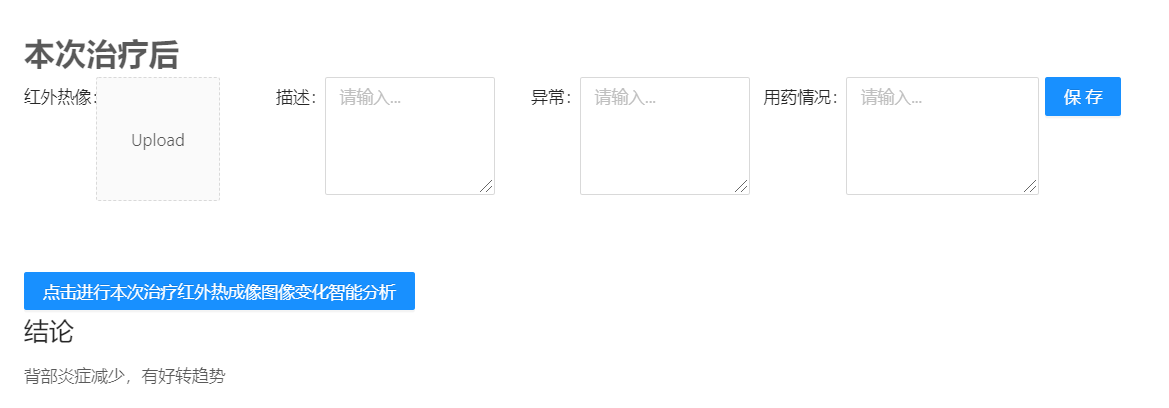 本次治疗后
红外热像: Upload 描述: 请输入... 异常: 请输入... 用药情况: 请输入... 保 存
点击进行本次治疗红外热成像图像变化智能分析
结论
背部炎症减少，有好转趋势